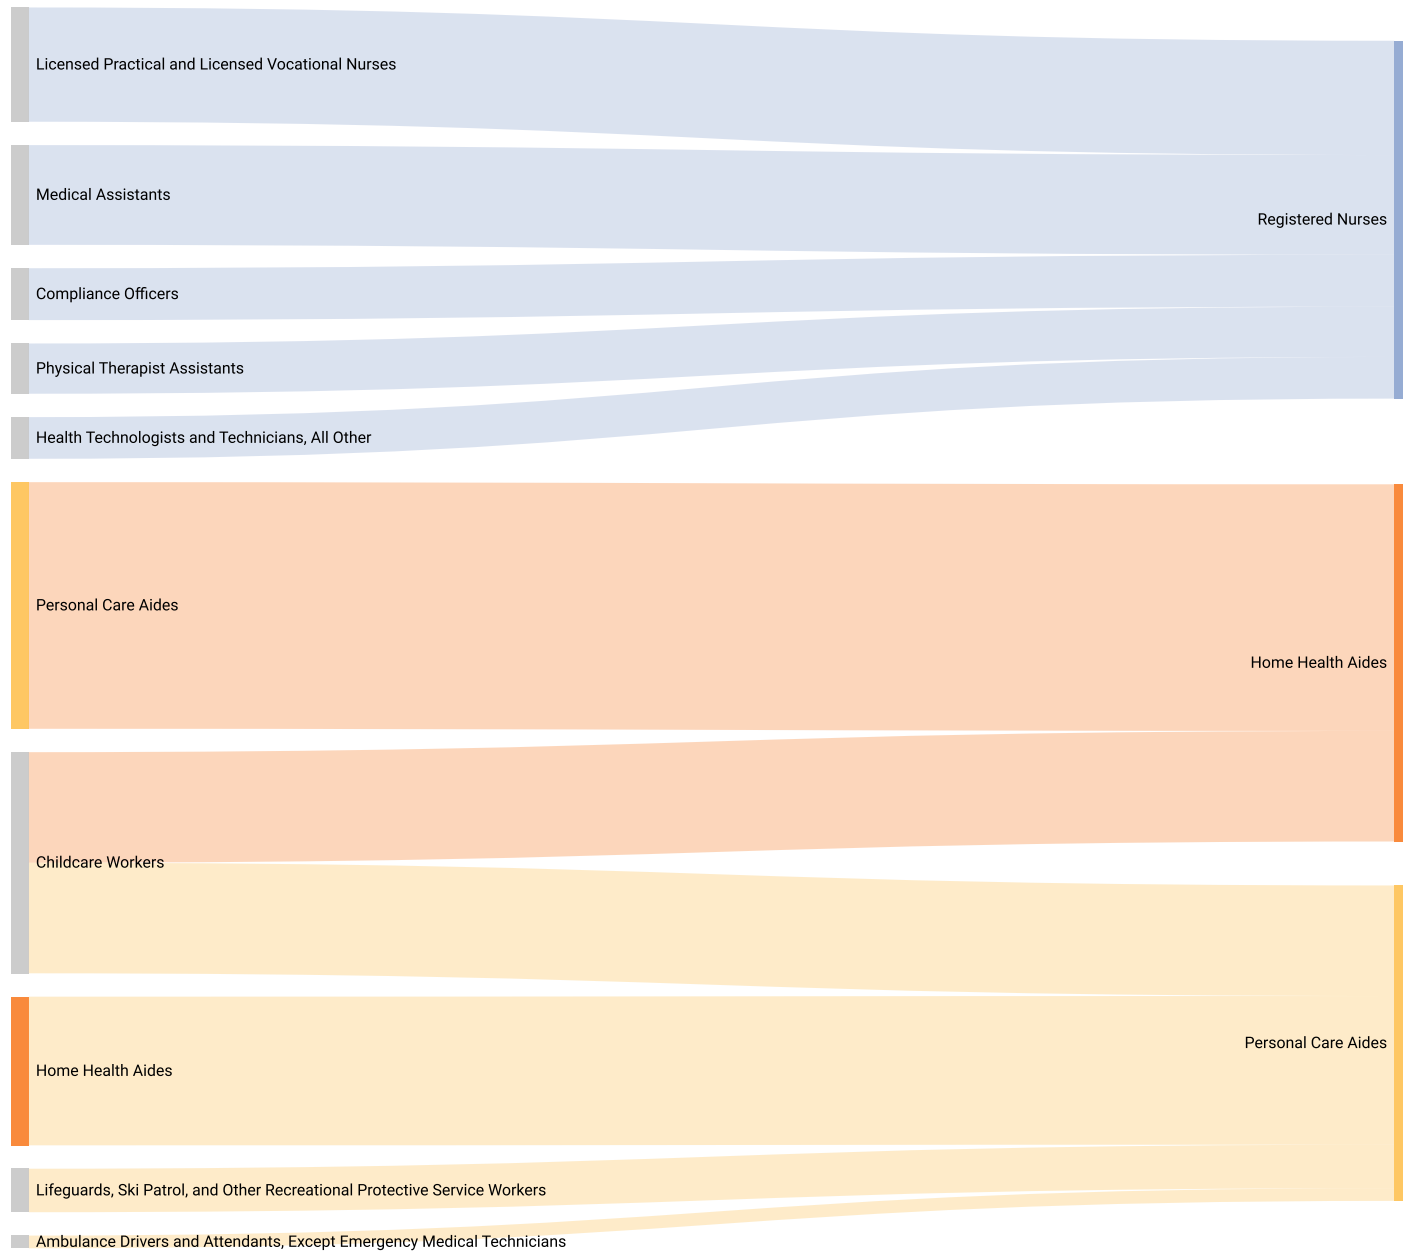 Licensed Practical and Licensed Vocational Nurses
Medical Assistants
Registered Nurses
Compliance Officers
Physical Therapist Assistants
Health Technologists and Technicians, All Other
Personal Care Aides
Home Health Aides
Childcare Workers
Personal Care Aides
Home Health Aides
Lifeguards, Ski Patrol, and Other Recreational Protective Service Workers
Ambulance Drivers and Attendants, Except Emergency Medical Technicians